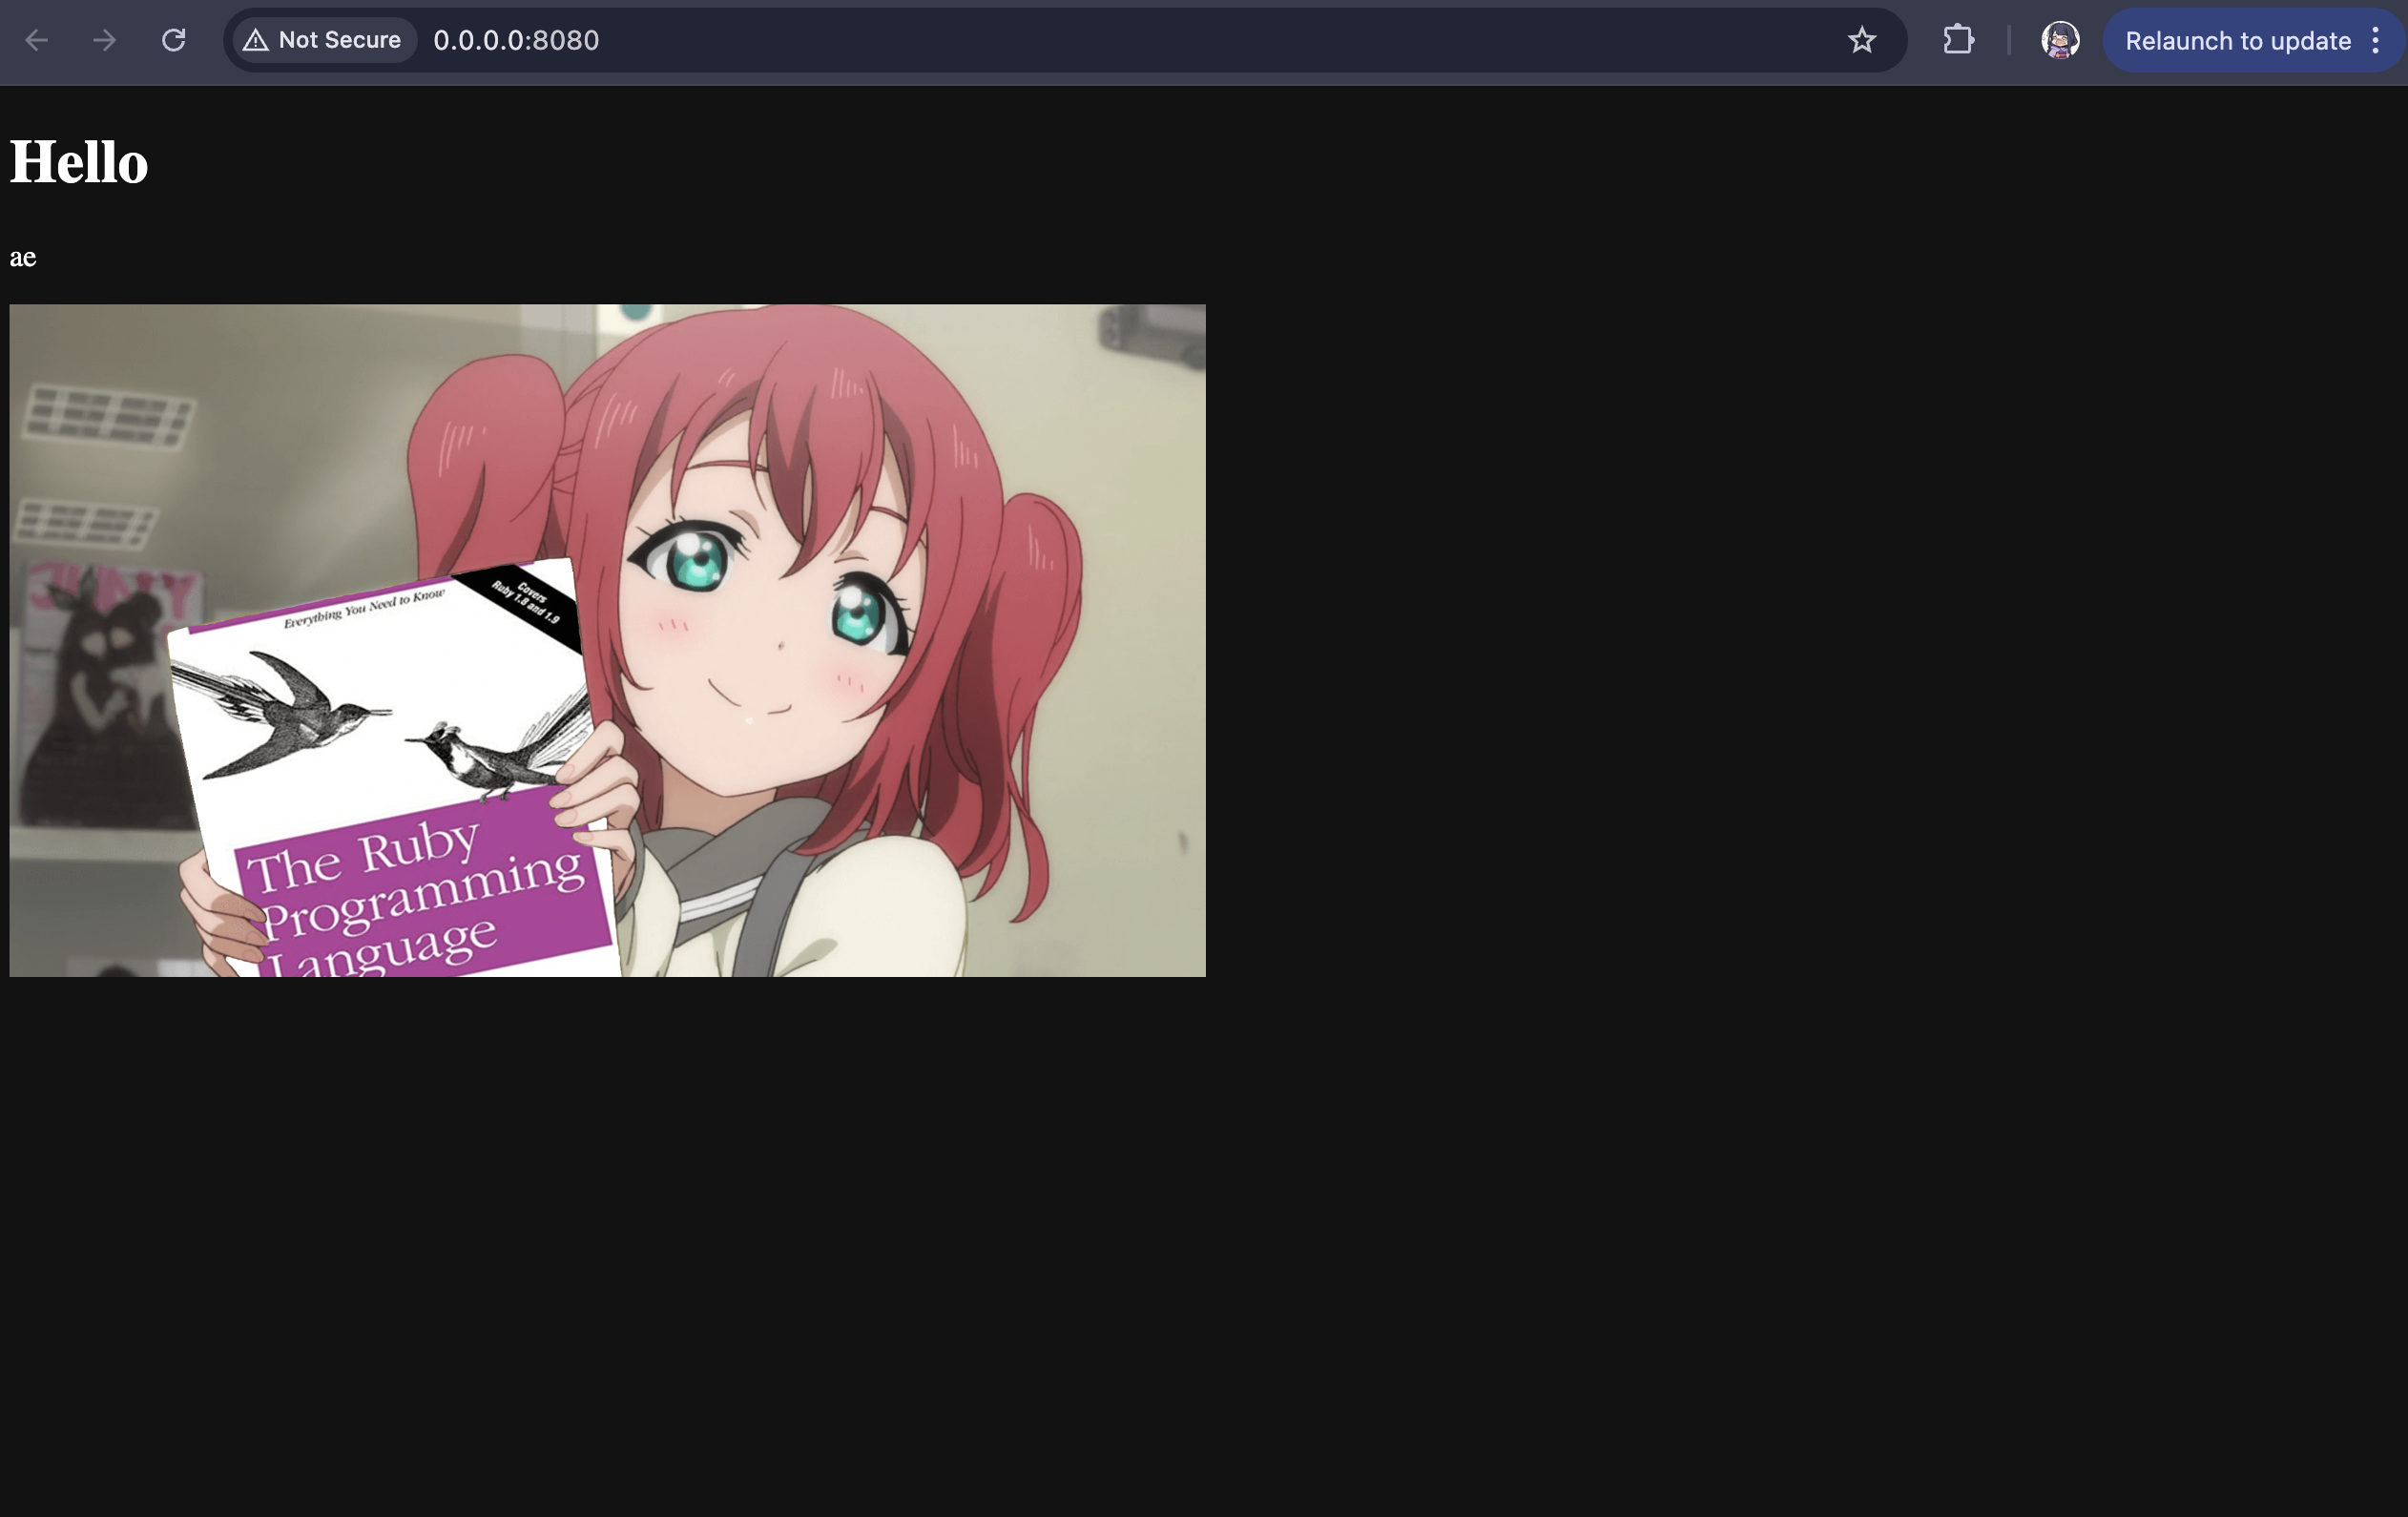 Not Secure
0.0.0.0:8080
Relaunch to update
Hello
ae
Everything You Need to Know
Covers
Ruby 1.8 and 1.9
The Ruby
Programming
Language